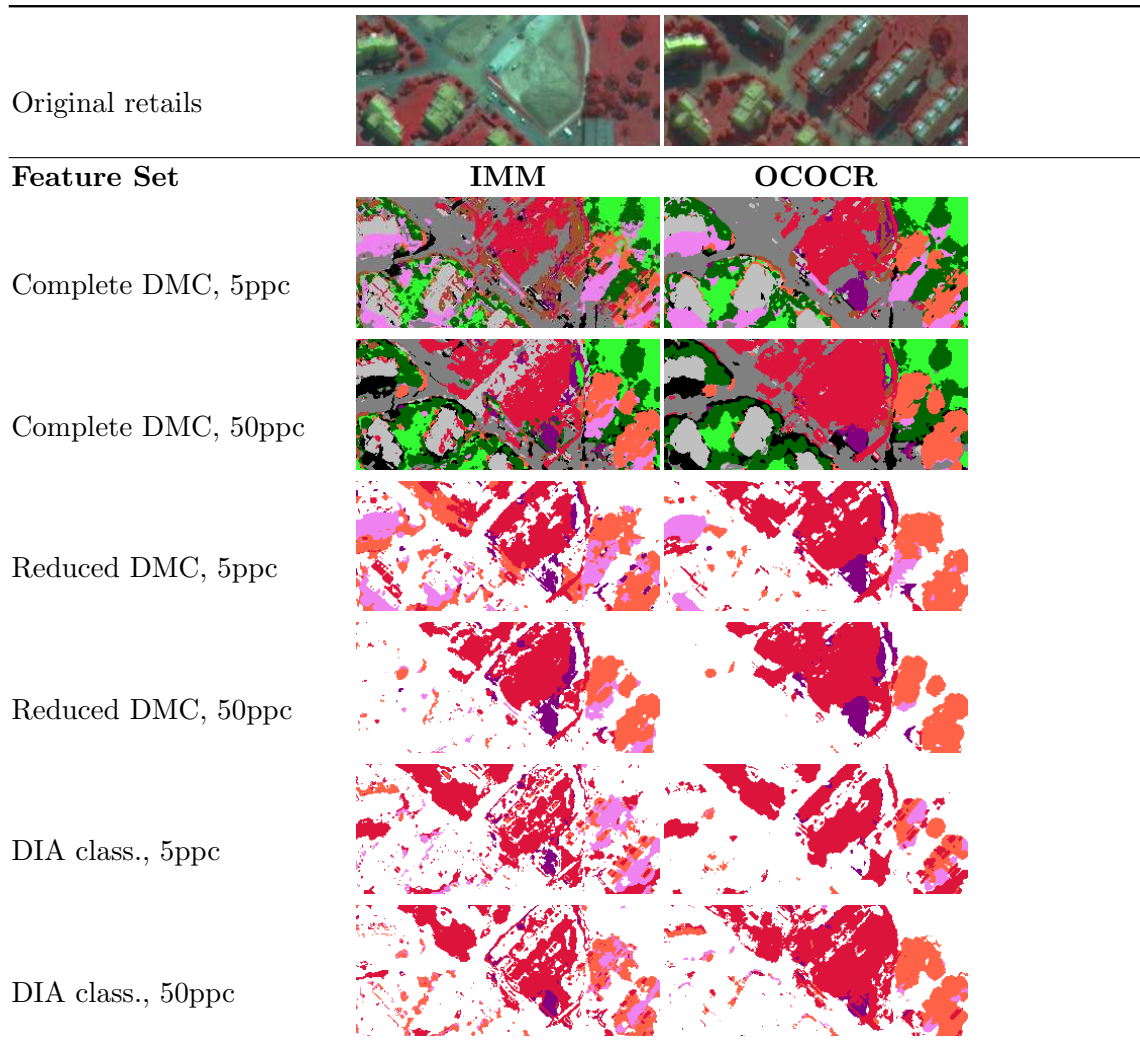 Original retails
Feature Set IMM OCOCR
Complete DMC, 5ppc
Complete DMC, 50ppc
Reduced DMC, 5ppc
Reduced DMC, 50ppc
DIA class., 5ppc
DIA class., 50ppc